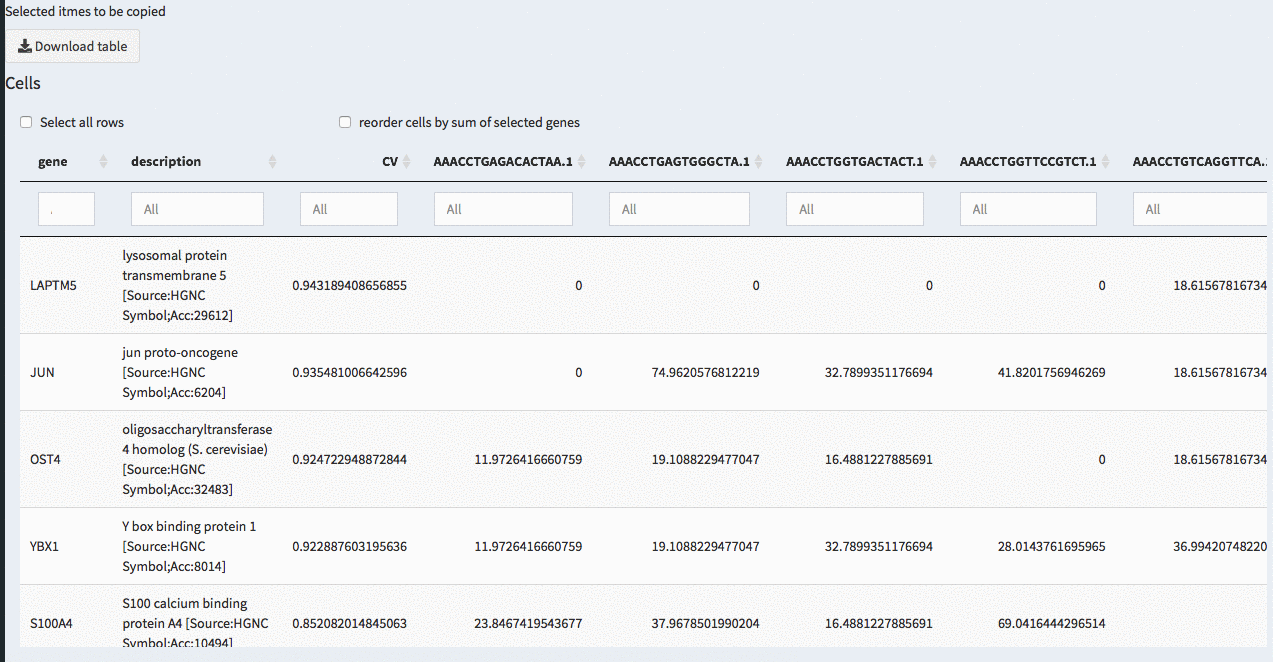 Selected itmes to be copied
Download table
Cells
Select all rows
reorder cells by sum of selected genes
gene description CV AAACCTGAGACACTAA.1 AAACCTGAGTGGGCTA.1 AAACCTGGTGACTACT.1 AAACCTGGTTCCGTCT.1 AAACCTGTCAGGTTCA.
. All All All All All All All
lysosomal protein
transmembrane 5
LAPTM5 [Source:HGNC 0.943189408656855 0 0 0 0 18.61567816734
Symbol;Acc:29612]
jun proto-oncogene
JUN [Source:HGNC 0.935481006642596 0 74.9620576812219 32.7899351176694 41.8201756946269 18.61567816734
Symbol;Acc:6204]
oligosaccharyltransferase
4 homolog (S. cerevisiae)
OST4 0.924722948872844 11.9726416660759 19.1088229477047 16.4881227885691 0 18.61567816734
[Source:HGNC
Symbol;Acc:32483]
Y box binding protein 1
YBX1 [Source:HGNC 0.922887603195636 11.9726416660759 19.1088229477047 32.7899351176694 28.0143761695965 36.99420748220
Symbol;Acc:8014]
S100 calcium binding
S100A4 protein A4 [Source:HGNC 0.852082014845063 23.8467419543677 37.9678501990204 16.4881227885691 69.0416444296514
Symbol;Acc:10494]